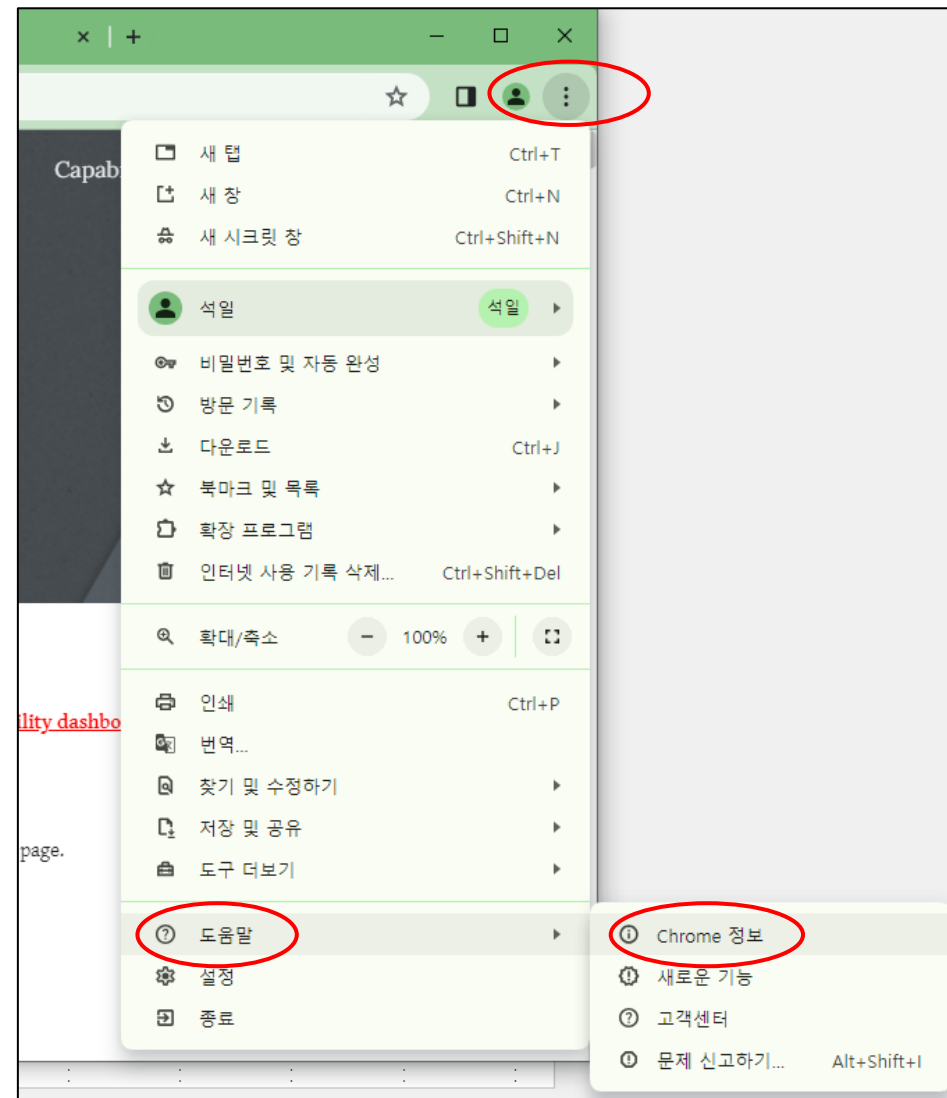 Capab
새 탭 Ctrl+T
새 창 Ctrl+N
새 시크릿 창 Ctrl+Shift+N
석일 석일
비밀번호 및 자동 완성
방문 기록
다운로드 Ctrl+J
북마크 및 목록
확장 프로그램
인터넷 사용 기록 삭제... Ctrl+Shift+Del
확대/축소 − 100% +
인쇄 Ctrl+P
ility dashbo
번역...
찾기 및 수정하기
저장 및 공유
page.
도구 더보기
도움말
Chrome 정보
설정
새로운 기능
종료
고객센터
문제 신고하기... Alt+Shift+I